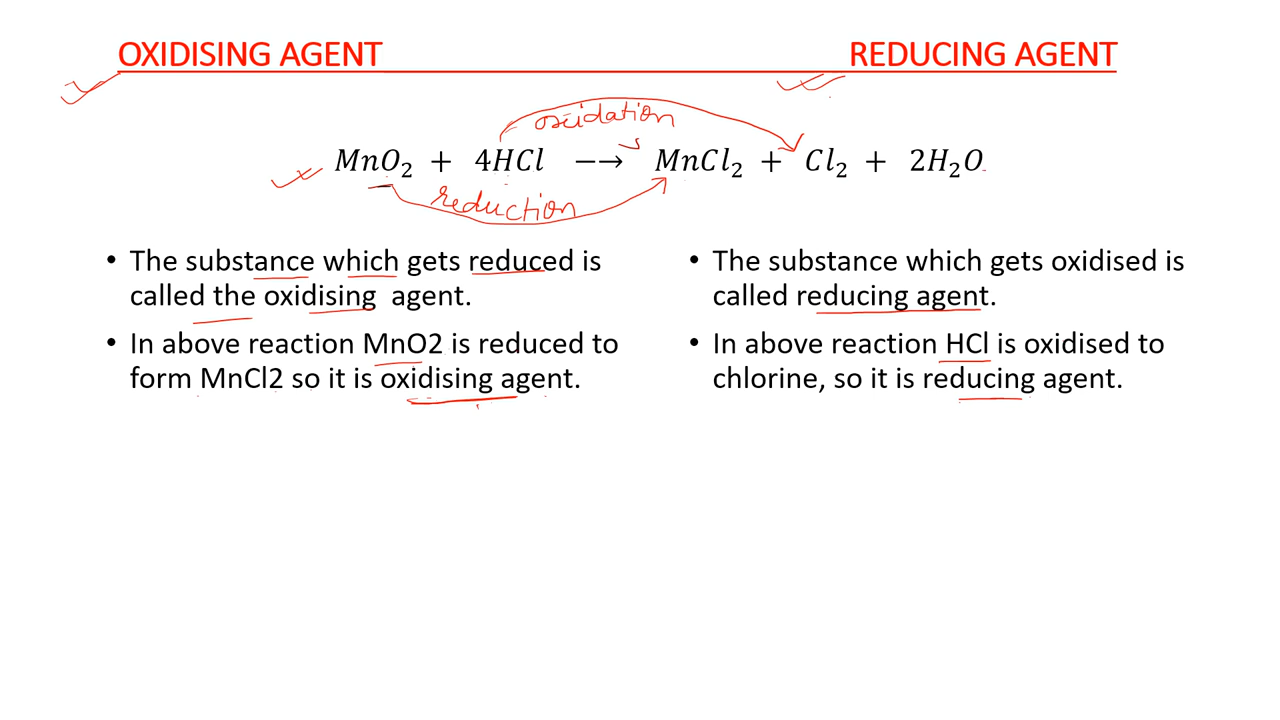 OXIDISING AGENT REDUCING AGENT
oxidation
MnO₂ + 4HCl −→ MnCl₂ + Cl₂ + 2H₂O
reduction
• The substance which gets reduced is
called the oxidising agent.
• In above reaction MnO2 is reduced to
form MnCl2 so it is oxidising agent.
• The substance which gets oxidised is
called reducing agent.
• In above reaction HCl is oxidised to
chlorine, so it is reducing agent.